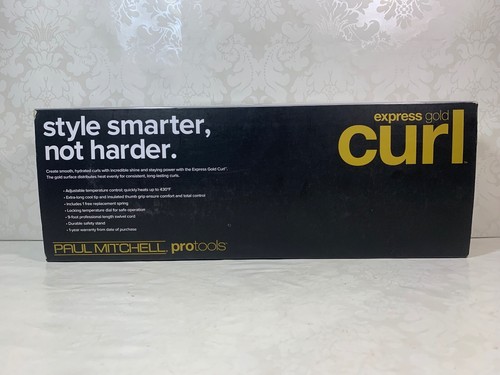 style smarter,
not harder.
Create smooth, hydrated curls with incredible shine and staying power with the Express Gold Curl™.
The gold surface distributes heat evenly for consistent, long-lasting curls.
• Adjustable temperature control, quickly heats up to 430°F
• Extra-long cool tip and insulated thumb grip ensure comfort and total control
• Includes 1 free replacement spring
• Locking temperature dial for safe operation
• 9-foot professional-length swivel cord
• Durable safety stand
• 1-year warranty from date of purchase
PAUL MITCHELL protools
express gold
curl™